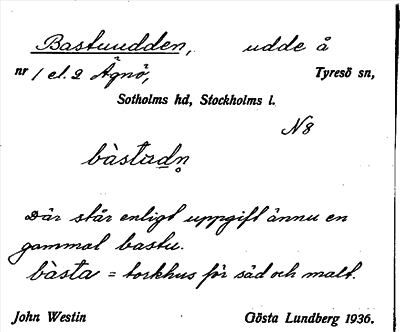 Bastuudden, udde å
nr 1 el. 2 Ägnö, Tyresö sn,
Sotholms hd, Stockholms l.
N8
bàstadn̥
Där står enligt uppgift ännu en
gammal bastu.
bàsta = torkhus för säd och malt.
John Westin Gösta Lundberg 1936.